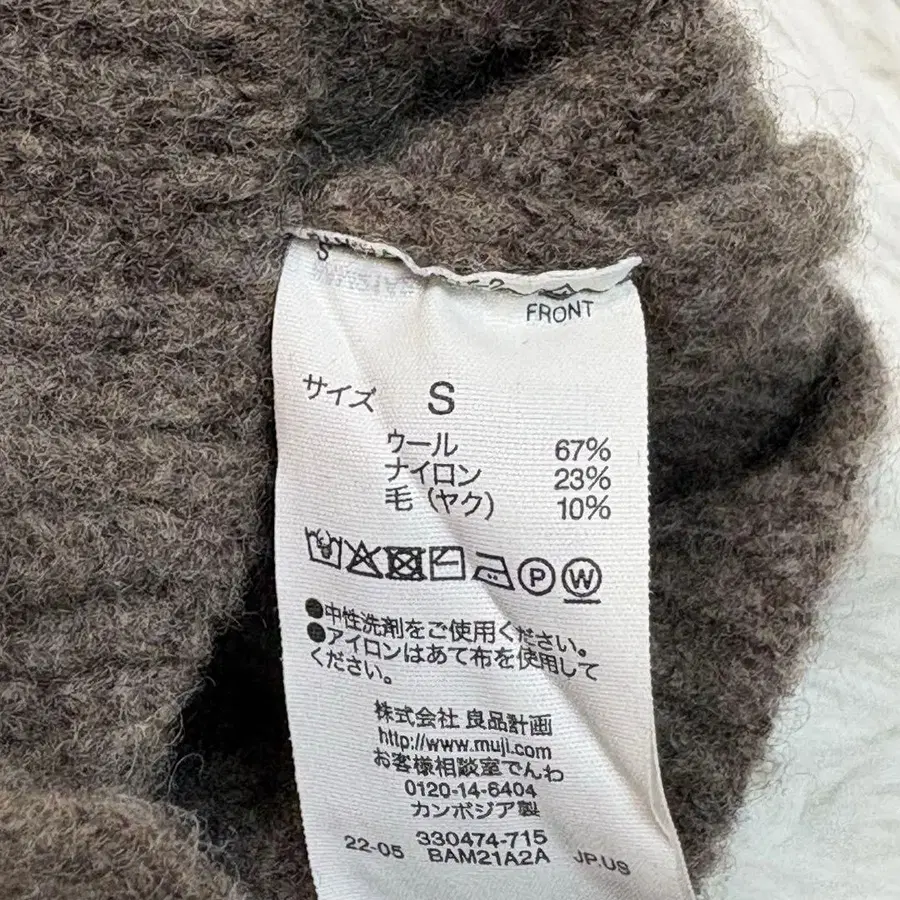 FRONT
サイズ S
ウール 67%
ナイロン 23%
毛 (ヤク) 10%
P W
●中性洗剤をご使用ください。
●アイロンはあて布を使用して
ください。
株式会社 良品計画
http://www.muji.com
お客様相談室でんわ
0120-14-6404
カンボジア製
330474-715
22-05 BAM21A2A JP.US